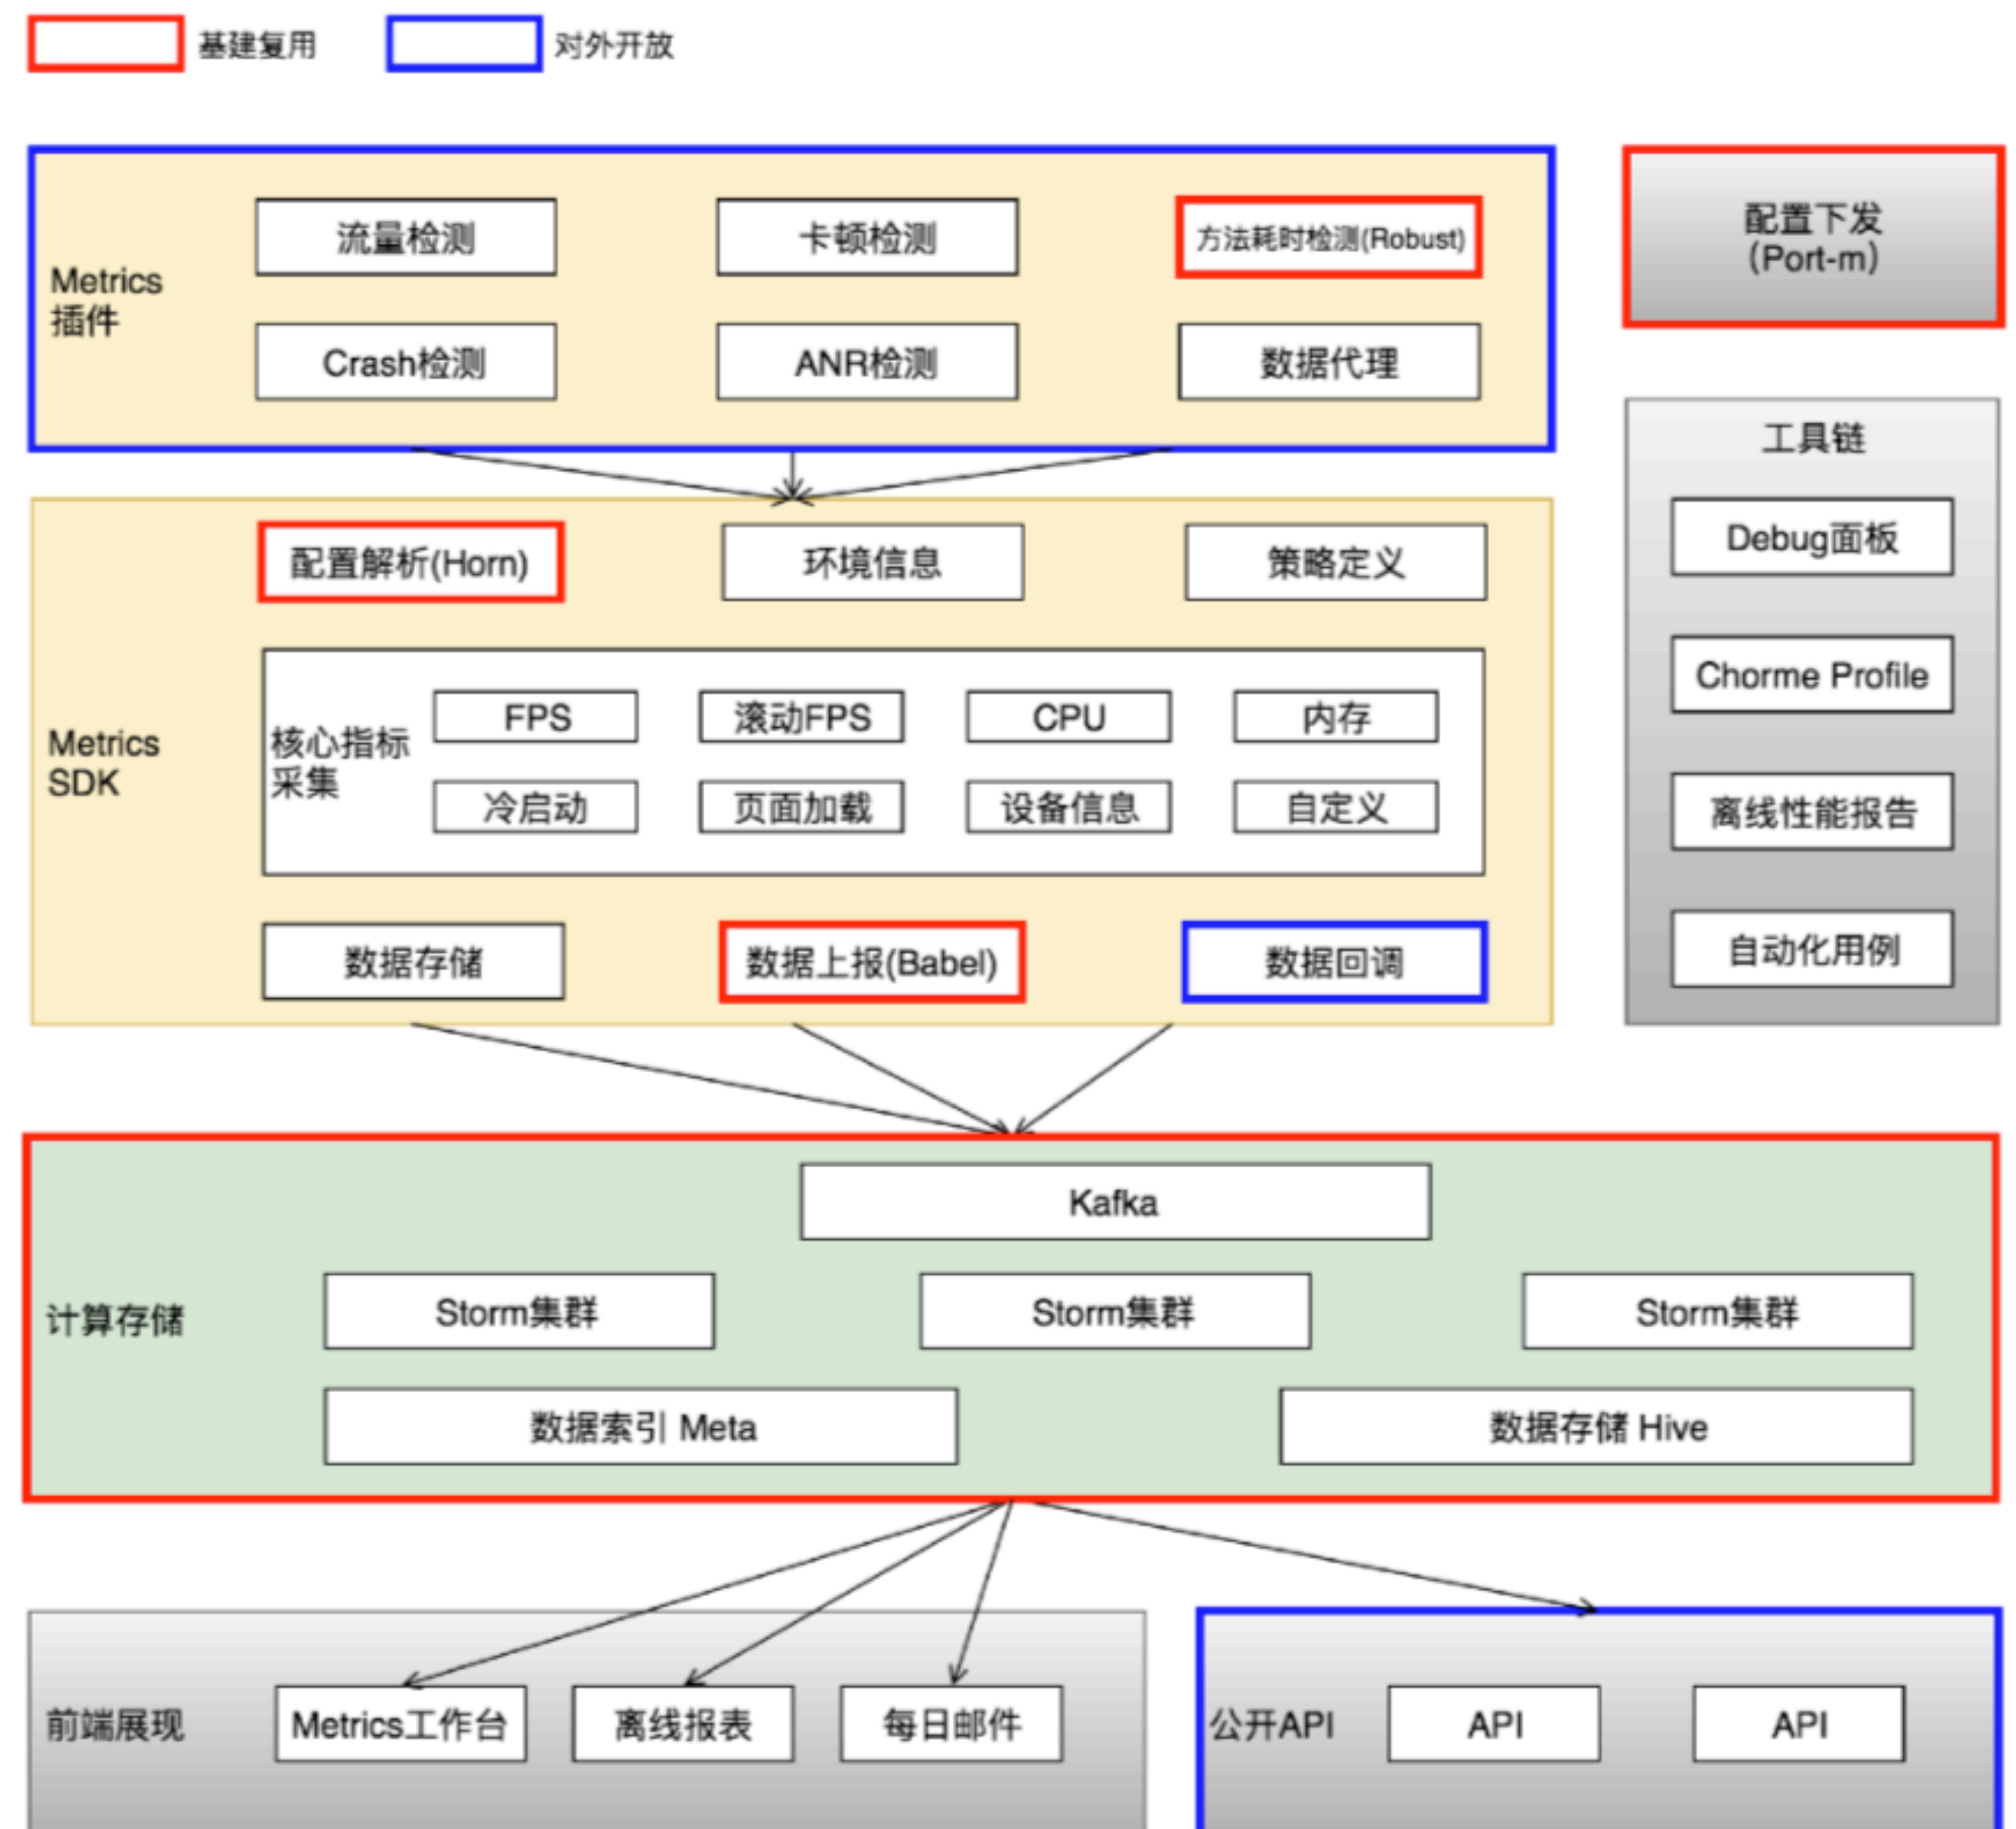 基建复用
对外开放
Metrics
插件
流量检测
卡顿检测
方法耗时检测(Robust)
Crash检测
ANR检测
数据代理
配置下发
(Port-m)
工具链
Debug面板
Chorme Profile
离线性能报告
自动化用例
Metrics
SDK
配置解析(Horn)
环境信息
策略定义
核心指标
采集
FPS
滚动FPS
CPU
内存
冷启动
页面加载
设备信息
自定义
数据存储
数据上报(Babel)
数据回调
计算存储
Kafka
Storm集群
Storm集群
Storm集群
数据索引 Meta
数据存储 Hive
前端展现
Metrics工作台
离线报表
每日邮件
公开API
API
API